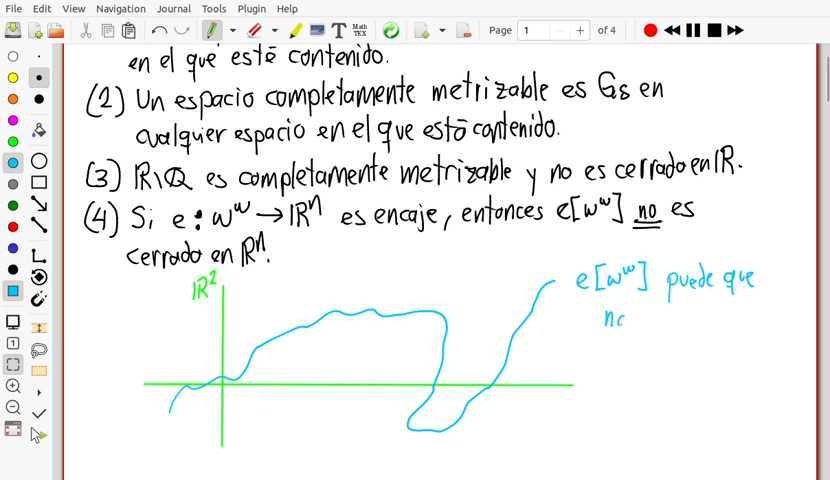 File Edit View Navigation Journal Tools Plugin Help
Math TEX Page 1 of 4
en el que esté contenido.
(2) Un espacio completamente metrizable es Gδ en
cualquier espacio en el que está contenido.
(3) ℝ\ℚ es completamente metrizable y no es cerrado en ℝ.
(4) Si e : ω^ω → ℝ^n es encaje, entonces e[ω^ω] no es
cerrado en ℝ^n.
ℝ²
e[ω^ω] puede que
no